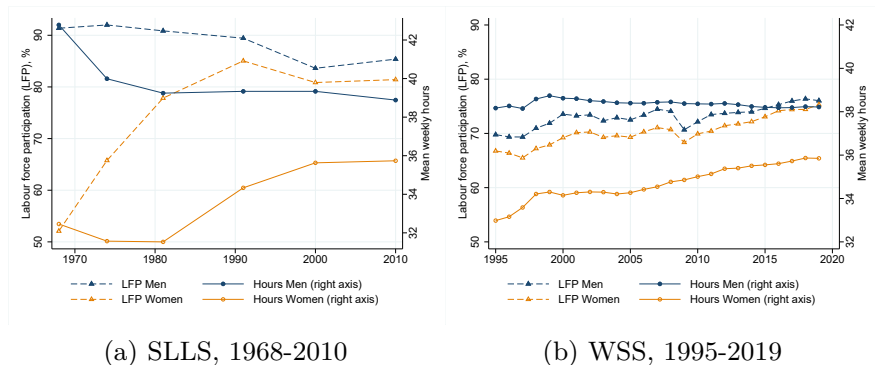 Labour force participation (LFP), %
90
80
70
60
50
42
40
38
36
34
32
Mean weekly hours
1970
1980
1990
2000
2010
LFP Men
Hours Men (right axis)
LFP Women
Hours Women (right axis)
(a) SLLS, 1968-2010
Labour force participation (LFP), %
90
80
70
60
50
42
40
38
36
34
32
Mean weekly hours
1995
2000
2005
2010
2015
2020
LFP Men
Hours Men (right axis)
LFP Women
Hours Women (right axis)
(b) WSS, 1995-2019